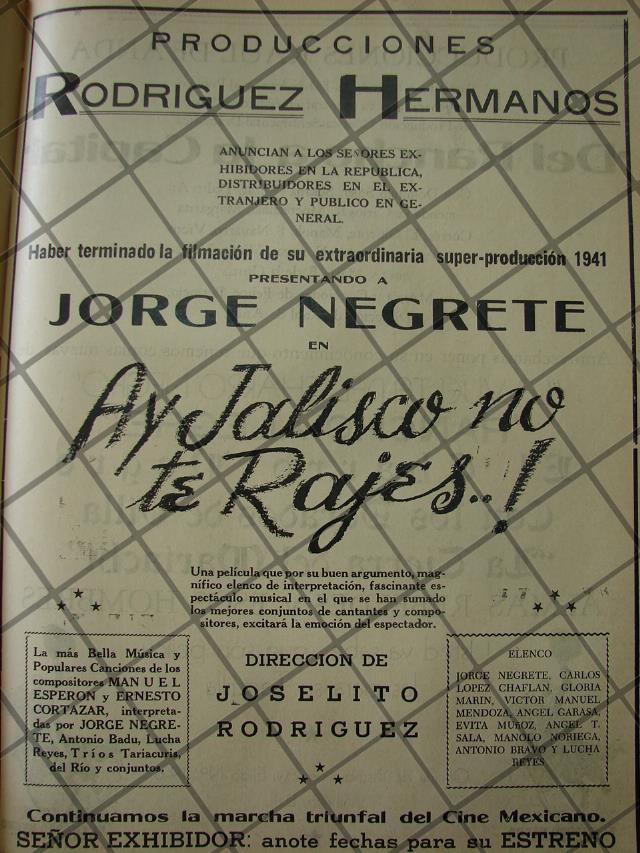 PRODUCCIONES
RODRIGUEZ HERMANOS
ANUNCIAN A LOS SEÑORES EX-
HIBIDORES EN LA REPUBLICA,
DISTRIBUIDORES EN EL EX-
TRANJERO Y PUBLICO EN GE-
NERAL.
Haber terminado la filmación de su extraordinaria super-producción 1941
PRESENTANDO A
JORGE NEGRETE
EN
Ay Jalisco no
te Rajes..!
Una película que por su buen argumento, mag-
nífico elenco de interpretación, fascinante es-
pectáculo musical en el que se han sumado
los mejores conjuntos de cantantes y compo-
sitores, excitará la emoción del espectador.
La más Bella Música y
Populares Canciones de los
compositores MANUEL
ESPERON y ERNESTO
CORTAZAR, interpreta-
das por JORGE NEGRE-
TE, Antonio Badu, Lucha
Reyes, Tríos Tariacuris,
del Río y conjuntos.
DIRECCION DE
JOSELITO
RODRIGUEZ
ELENCO
JORGE NEGRETE, CARLOS
LOPEZ CHAFLAN, GLORIA
MARIN, VICTOR MANUEL
MENDOZA, ANGEL GARASA,
EVITA MUÑOZ, ANGEL T.
SALA, MANOLO NORIEGA,
ANTONIO BRAVO Y LUCHA
REYES
Continuamos la marcha triunfal del Cine Mexicano.
SEÑOR EXHIBIDOR: anote fechas para su ESTRENO